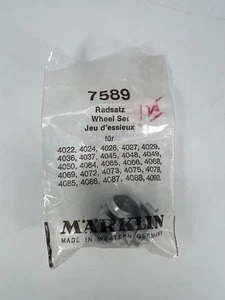 7589
Radsatz
Wheel Set
Jeu d'essieux
für
4022, 4024, 4026, 4027, 4029,
4036, 4037, 4045, 4048, 4049,
4050, 4064, 4065, 4066, 4068,
4069, 4072, 4073, 4075, 4078,
4085, 4086, 4087, 4088, 4090.
MÄRKLIN
MADE IN WESTERN GERMANY